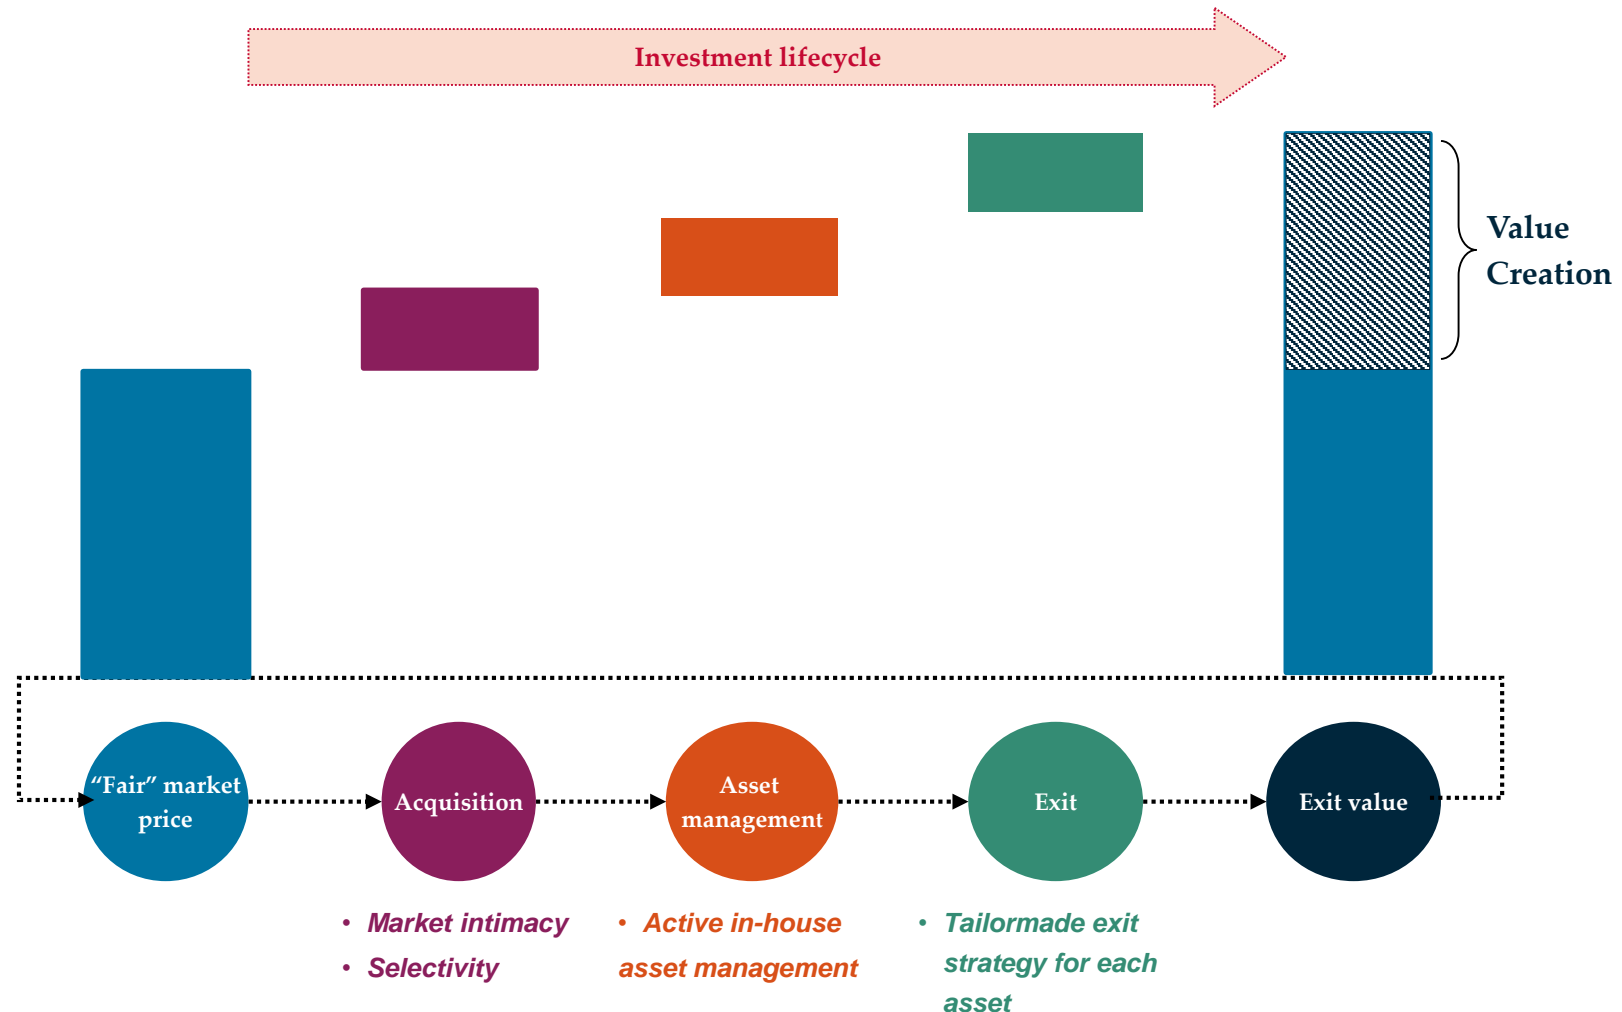 Investment lifecycle
Value
Creation
“Fair” market
price
Acquisition
Asset
management
Exit
Exit value
• Market intimacy
• Selectivity
• Active in-house
asset management
• Tailormade exit
strategy for each
asset